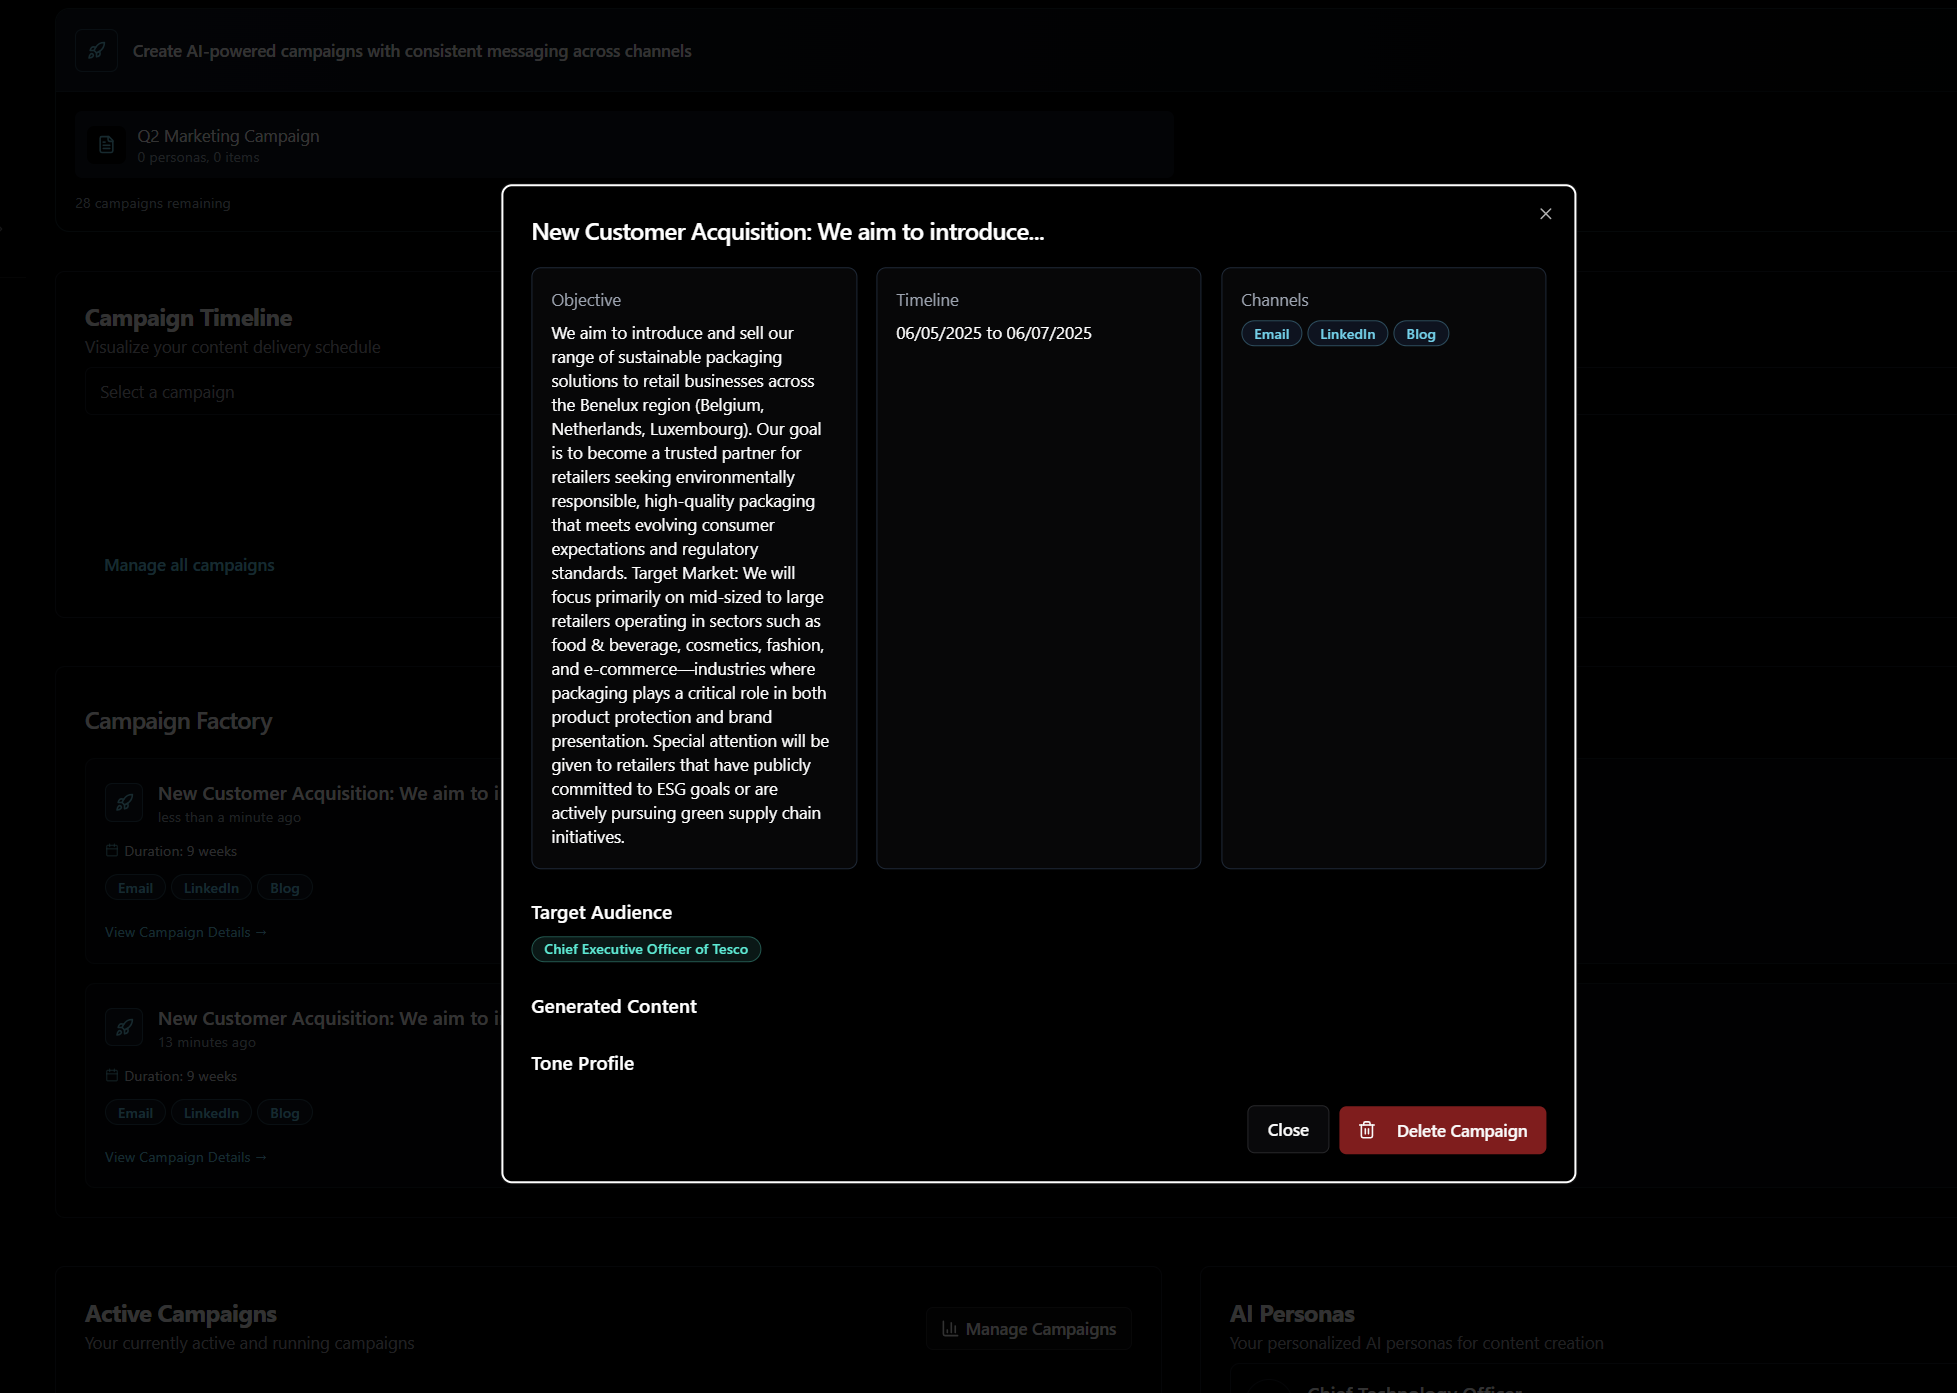 Create AI-powered campaigns with consistent messaging across channels
Q2 Marketing Campaign
0 personas, 0 items
28 campaigns remaining
Campaign Timeline
Visualize your content delivery schedule
Select a campaign
Manage all campaigns
Campaign Factory
New Customer Acquisition: We aim to i
less than a minute ago
Duration: 9 weeks
Email LinkedIn Blog
View Campaign Details →
New Customer Acquisition: We aim to i
13 minutes ago
Duration: 9 weeks
Email LinkedIn Blog
View Campaign Details →
New Customer Acquisition: We aim to introduce...
Objective
We aim to introduce and sell our
range of sustainable packaging
solutions to retail businesses across
the Benelux region (Belgium,
Netherlands, Luxembourg). Our goal
is to become a trusted partner for
retailers seeking environmentally
responsible, high-quality packaging
that meets evolving consumer
expectations and regulatory
standards. Target Market: We will
focus primarily on mid-sized to large
retailers operating in sectors such as
food & beverage, cosmetics, fashion,
and e-commerce—industries where
packaging plays a critical role in both
product protection and brand
presentation. Special attention will be
given to retailers that have publicly
committed to ESG goals or are
actively pursuing green supply chain
initiatives.
Timeline
06/05/2025 to 06/07/2025
Channels
Email LinkedIn Blog
Target Audience
Chief Executive Officer of Tesco
Generated Content
Tone Profile
Close
Delete Campaign
Active Campaigns
Your currently active and running campaigns
Manage Campaigns
AI Personas
Your personalized AI personas for content creation
Chief Technology Officer